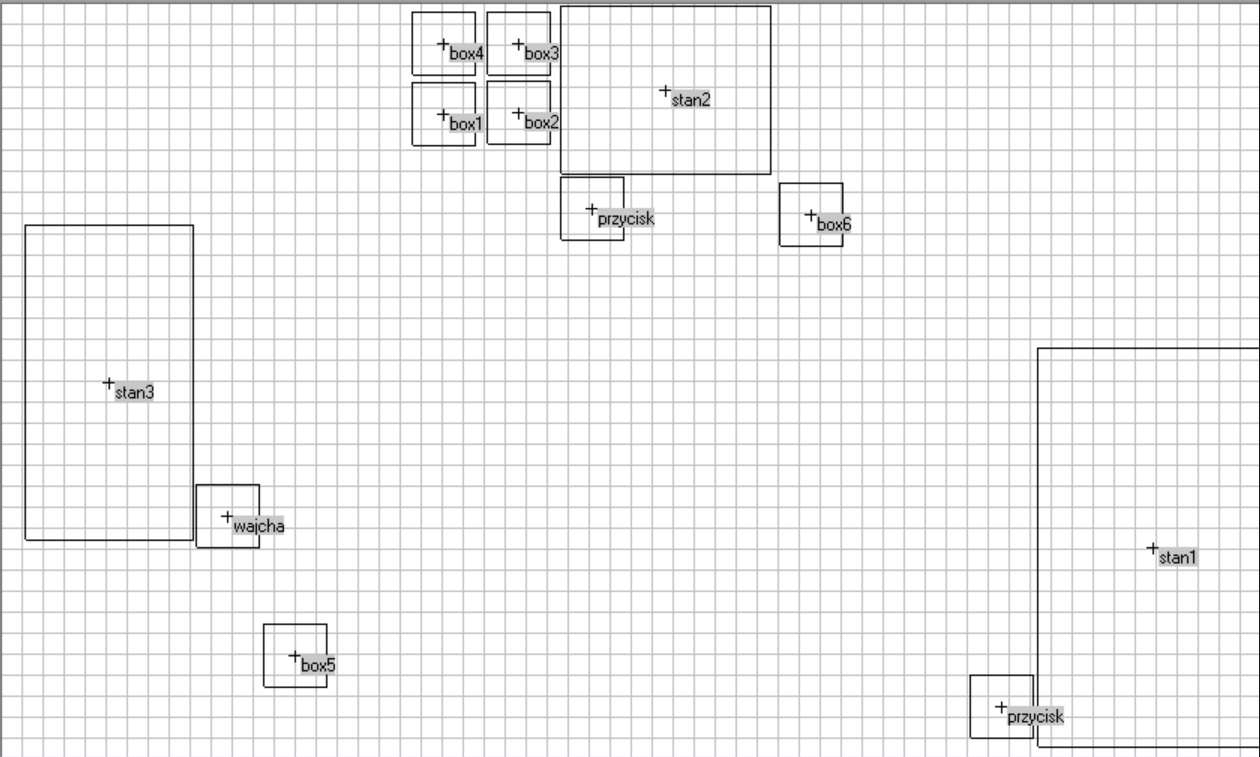 box4
box3
stan2
box1
box2
przycisk
box6
stan3
wajcha
stan1
box5
przycisk